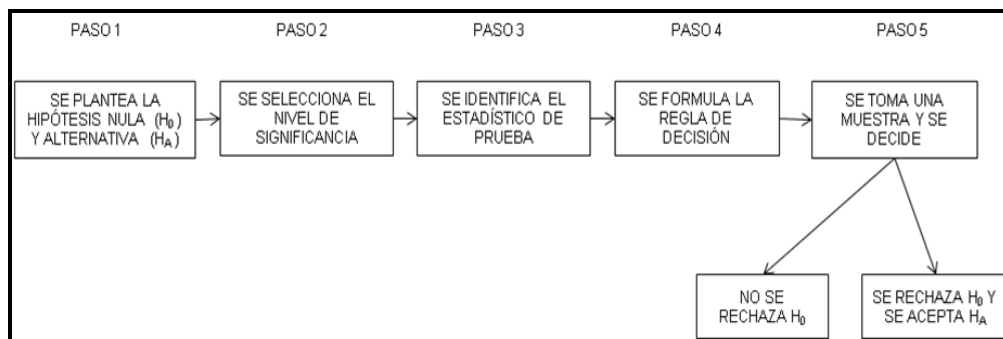 PASO 1
PASO 2
PASO 3
PASO 4
PASO 5
SE PLANTEA LA
HIPÓTESIS NULA (H₀)
Y ALTERNATIVA (Hₐ)
SE SELECCIONA EL
NIVEL DE
SIGNIFICANCIA
SE IDENTIFICA EL
ESTADÍSTICO DE
PRUEBA
SE FORMULA LA
REGLA DE
DECISIÓN
SE TOMA UNA
MUESTRA Y SE
DECIDE
NO SE
RECHAZA H₀
SE RECHAZA H₀ Y
SE ACEPTA Hₐ